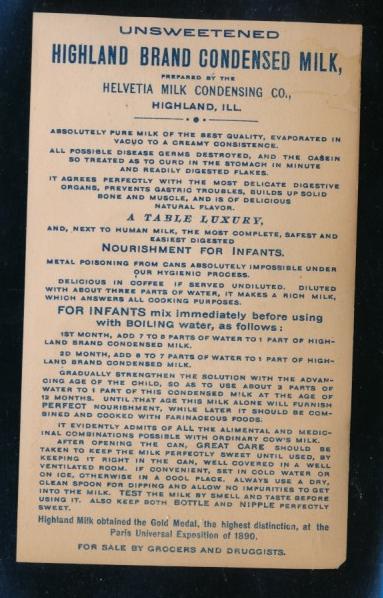 UNSWEETENED
HIGHLAND BRAND CONDENSED MILK,
PREPARED BY THE
HELVETIA MILK CONDENSING CO.,
HIGHLAND, ILL.
ABSOLUTELY PURE MILK OF THE BEST QUALITY, EVAPORATED IN
VACUO TO A CREAMY CONSISTENCE.
ALL POSSIBLE DISEASE GERMS DESTROYED, AND THE CASEIN
SO TREATED AS TO CURD IN THE STOMACH IN MINUTE
AND READILY DIGESTED FLAKES.
IT AGREES PERFECTLY WITH THE MOST DELICATE DIGESTIVE
ORGANS, PREVENTS GASTRIC TROUBLES, BUILDS UP SOLID
BONE AND MUSCLE, AND IS OF DELICIOUS
NATURAL FLAVOR.
A TABLE LUXURY,
AND, NEXT TO HUMAN MILK, THE MOST COMPLETE, SAFEST AND
EASIEST DIGESTED
NOURISHMENT FOR INFANTS.
METAL POISONING FROM CANS ABSOLUTELY IMPOSSIBLE UNDER
OUR HYGIENIC PROCESS.
DELICIOUS IN COFFEE IF SERVED UNDILUTED. DILUTED
WITH ABOUT THREE PARTS OF WATER, IT MAKES A RICH MILK,
WHICH ANSWERS ALL COOKING PURPOSES.
FOR INFANTS mix immediately before using
with BOILING water, as follows:
1ST MONTH, ADD 7 TO 8 PARTS OF WATER TO 1 PART OF HIGH-
LAND BRAND CONDENSED MILK.
2D MONTH, ADD 6 TO 7 PARTS OF WATER TO 1 PART OF HIGH-
LAND BRAND CONDENSED MILK.
GRADUALLY STRENGTHEN THE SOLUTION WITH THE ADVAN-
CING AGE OF THE CHILD, SO AS TO USE ABOUT 3 PARTS OF
WATER TO 1 PART OF THIS CONDENSED MILK AT THE AGE OF
12 MONTHS. UNTIL THAT AGE THIS MILK ALONE WILL FURNISH
PERFECT NOURISHMENT, WHILE LATER IT SHOULD BE COM-
BINED AND COOKED WITH FARINACEOUS FOODS.
IT EVIDENTLY ADMITS OF ALL THE ALIMENTAL AND MEDIC-
INAL COMBINATIONS POSSIBLE WITH ORDINARY COW'S MILK.
AFTER OPENING THE CAN, GREAT CARE SHOULD BE
TAKEN TO KEEP THE MILK PERFECTLY SWEET UNTIL USED, BY
KEEPING IT RIGHT IN THE CAN, WELL COVERED IN A WELL
VENTILATED ROOM. IF CONVENIENT, SET IN COLD WATER OR
ON ICE, OTHERWISE IN A COOL PLACE. ALWAYS USE A DRY,
CLEAN SPOON FOR DIPPING AND ALLOW NO IMPURITIES TO GET
INTO THE MILK. TEST THE MILK BY SMELL AND TASTE BEFORE
USING IT. ALSO KEEP BOTH BOTTLE AND NIPPLE PERFECTLY
SWEET.
Highland Milk obtained the Gold Medal, the highest distinction, at the
Paris Universal Exposition of 1890.
FOR SALE BY GROCERS AND DRUGGISTS.